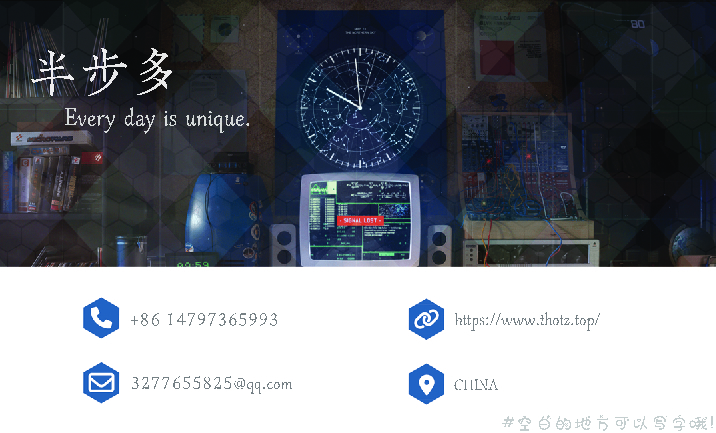 半步多
Every day is unique.
SIGNAL LOST
+86 14797365993
https://www.thotz.top/
3277655825@qq.com
CHINA
#空白的地方可以写字哦!